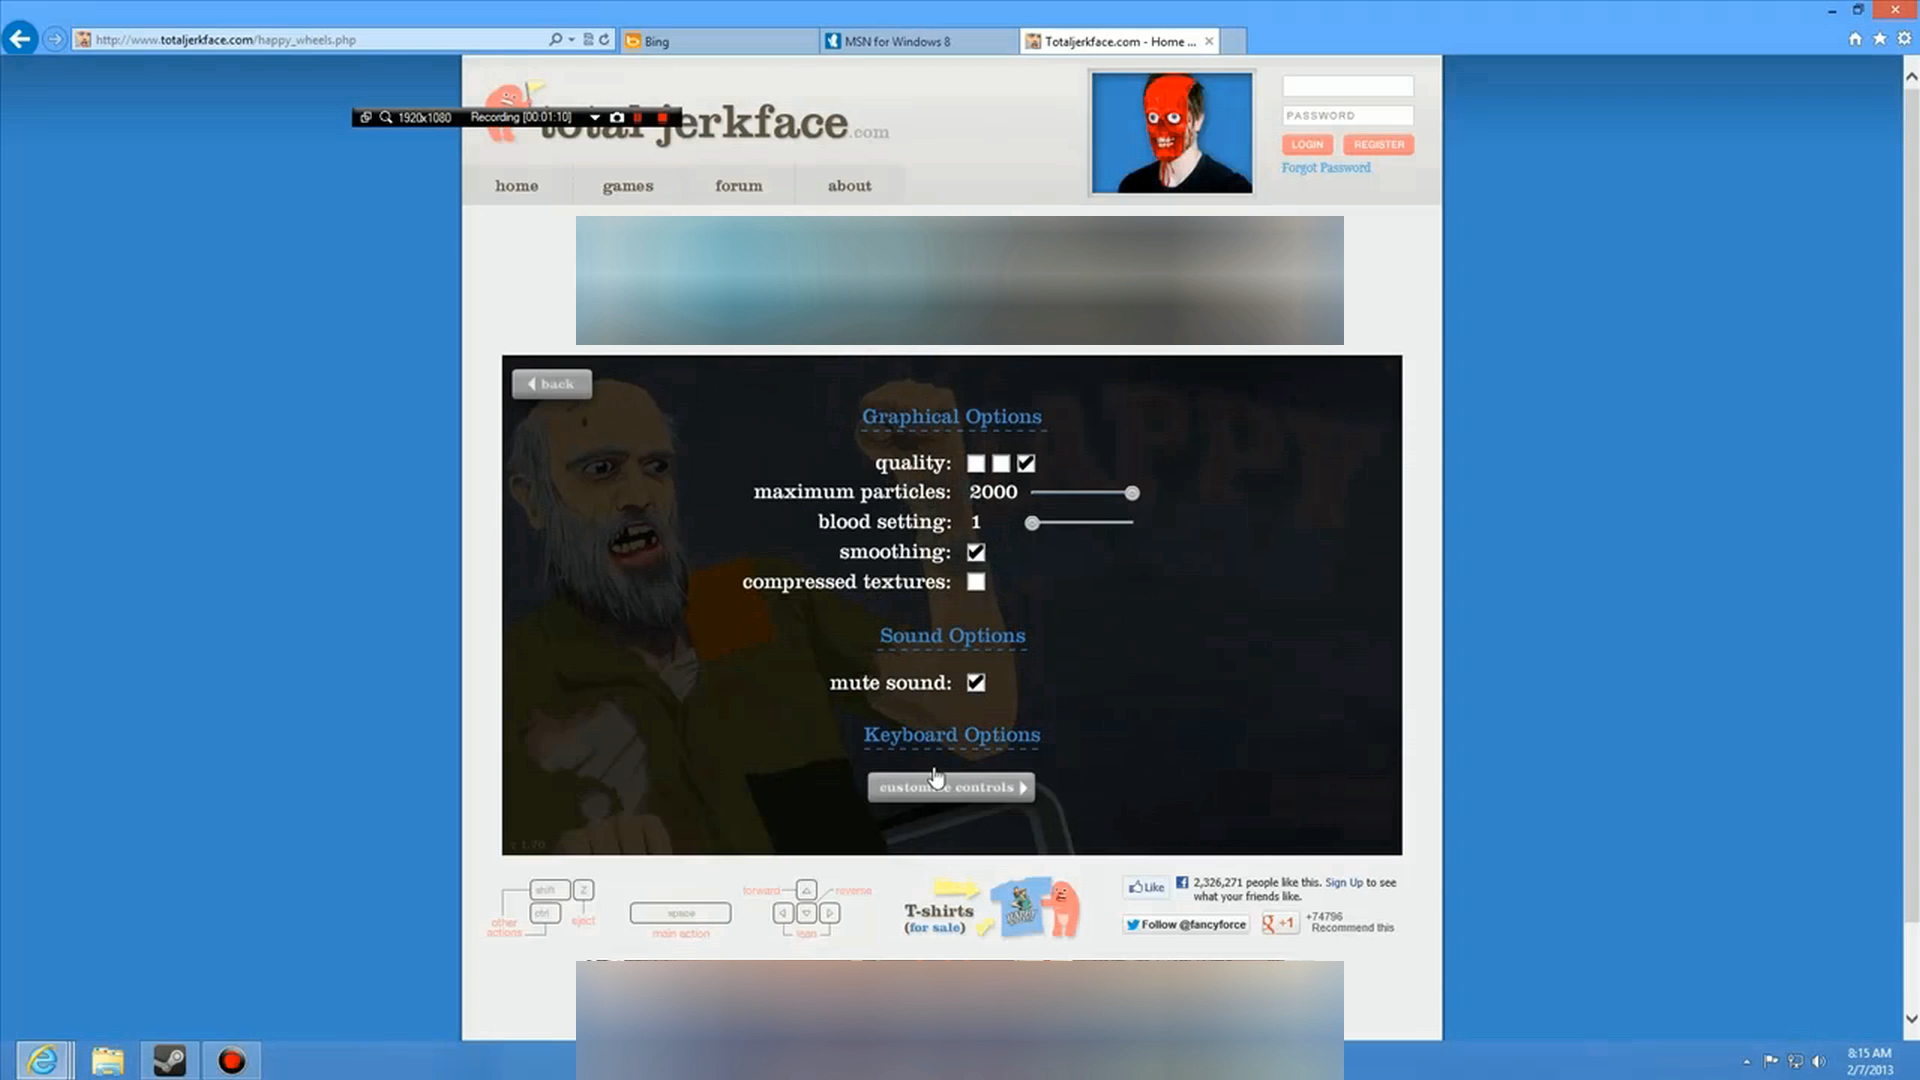 http://www.totaljerkface.com/happy_wheels.php
Bing
MSN for Windows 8
Totaljerkface.com - Home ...
1920x1080 Recording [00:01:10]
total jerkface.com
PASSWORD
LOGIN REGISTER
Forgot Password
home games forum about
back
Graphical Options
quality:
maximum particles: 2000
blood setting: 1
smoothing:
compressed textures:
Sound Options
mute sound:
Keyboard Options
customize controls
v 1.70
shift Z
ctrl
other actions
eject
space
main action
forward reverse
lean
T-shirts
(for sale)
Like
2,326,271 people like this. Sign Up to see
what your friends like.
Follow @fancyforce
g +1
+74796
Recommend this
8:15 AM
2/7/2013